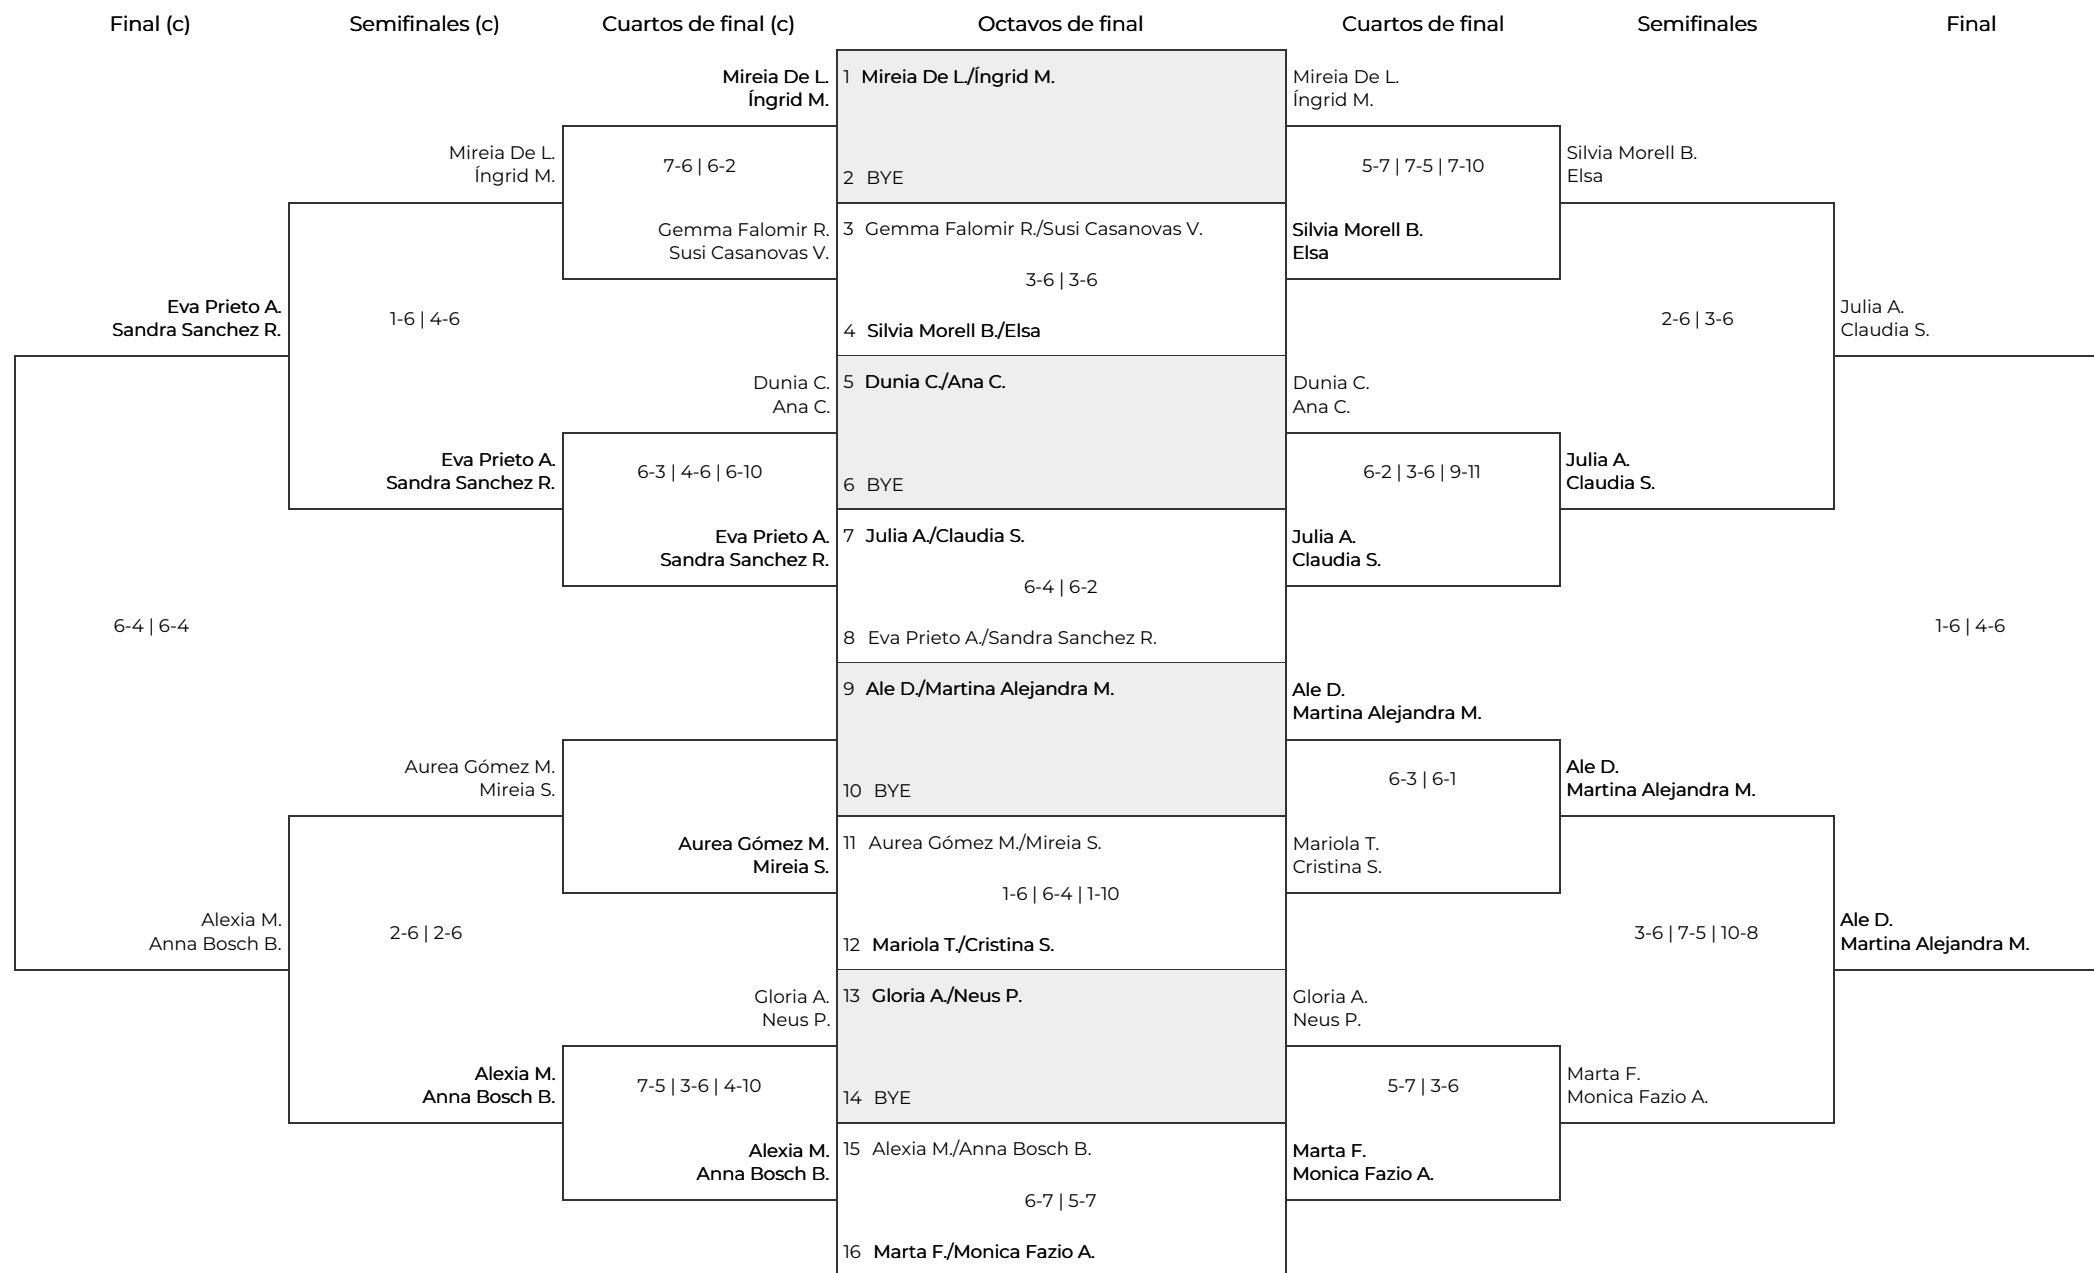 Final (c)
Semifinales (c)
Cuartos de final (c)
Octavos de final
Cuartos de final
Semifinales
Final
Eva Prieto A.
Sandra Sanchez R.
6-4 | 6-4
Alexia M.
Anna Bosch B.
Mireia De L.
Íngrid M.
1-6 | 4-6
Eva Prieto A.
Sandra Sanchez R.
Aurea Gómez M.
Mireia S.
2-6 | 2-6
Alexia M.
Anna Bosch B.
Mireia De L.
Íngrid M.
7-6 | 6-2
Gemma Falomir R.
Susi Casanovas V.
Dunia C.
Ana C.
6-3 | 4-6 | 6-10
Eva Prieto A.
Sandra Sanchez R.
Aurea Gómez M.
Mireia S.
Gloria A.
Neus P.
7-5 | 3-6 | 4-10
Alexia M.
Anna Bosch B.
1 Mireia De L./Íngrid M.
2 BYE
3 Gemma Falomir R./Susi Casanovas V.
3-6 | 3-6
4 Silvia Morell B./Elsa
5 Dunia C./Ana C.
6 BYE
7 Julia A./Claudia S.
6-4 | 6-2
8 Eva Prieto A./Sandra Sanchez R.
9 Ale D./Martina Alejandra M.
10 BYE
11 Aurea Gómez M./Mireia S.
1-6 | 6-4 | 1-10
12 Mariola T./Cristina S.
13 Gloria A./Neus P.
14 BYE
15 Alexia M./Anna Bosch B.
6-7 | 5-7
16 Marta F./Monica Fazio A.
Mireia De L.
Íngrid M.
5-7 | 7-5 | 7-10
Silvia Morell B.
Elsa
Dunia C.
Ana C.
6-2 | 3-6 | 9-11
Julia A.
Claudia S.
Ale D.
Martina Alejandra M.
6-3 | 6-1
Mariola T.
Cristina S.
Gloria A.
Neus P.
5-7 | 3-6
Marta F.
Monica Fazio A.
Silvia Morell B.
Elsa
2-6 | 3-6
Julia A.
Claudia S.
Ale D.
Martina Alejandra M.
3-6 | 7-5 | 10-8
Marta F.
Monica Fazio A.
Julia A.
Claudia S.
1-6 | 4-6
Ale D.
Martina Alejandra M.